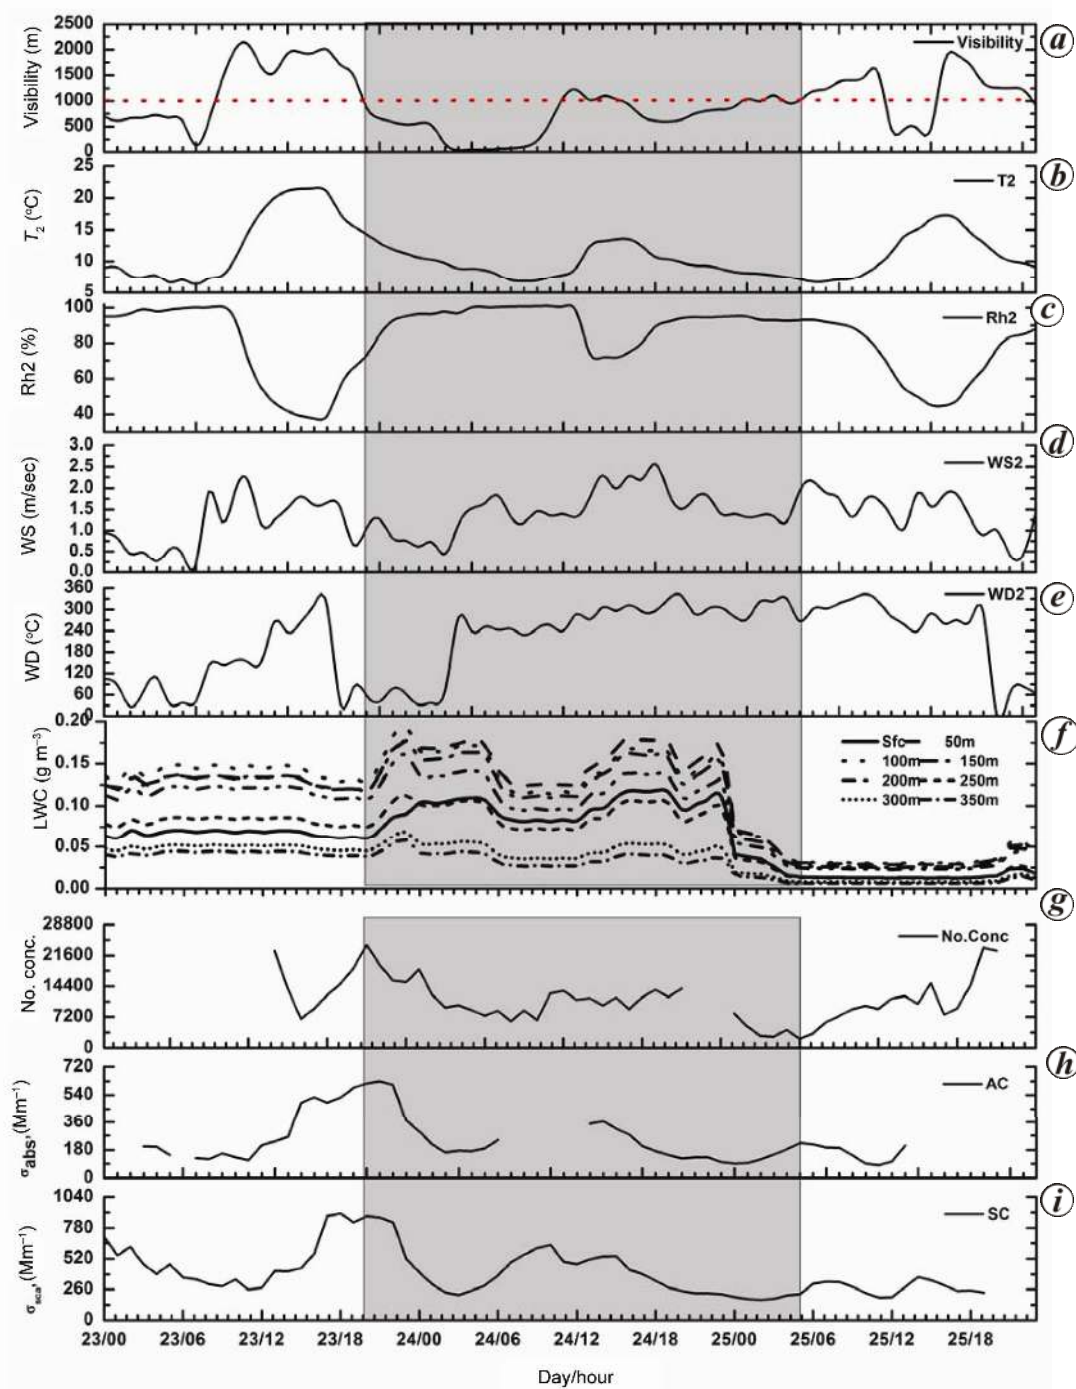 2500
2000
1500
1000
500
0
Visibility (m)
Visibility
a
25
20
15
10
5
T2 (°C)
T2
b
100
80
60
40
Rh2 (%)
Rh2
c
3.0
2.5
2.0
1.5
1.0
0.5
0.0
WS (m/sec)
WS2
d
360
300
240
180
120
60
0
WD (°C)
WD2
e
0.20
0.15
0.10
0.05
0.00
LWC (g m⁻³)
Sfc 50m
100m 150m
200m 250m
300m 350m
f
28800
21600
14400
7200
0
No. conc.
No.Conc
g
720
540
360
180
0
σabs, (Mm⁻¹)
AC
h
1040
780
520
260
0
σsca, (Mm⁻¹)
SC
i
23/00 23/06 23/12 23/18 24/00 24/06 24/12 24/18 25/00 25/06 25/12 25/18
Day/hour